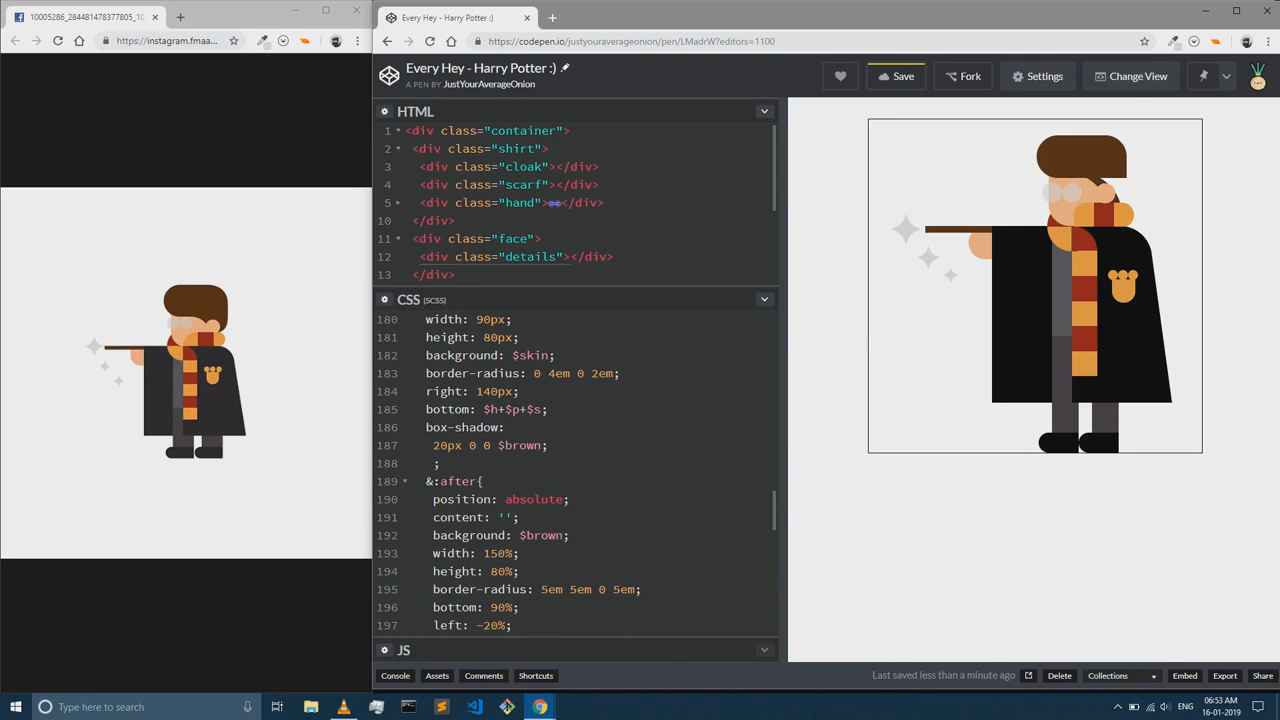 10005286_284481478377805_10
https://instagram.fmaa...
Every Hey - Harry Potter :)
https://codepen.io/justyouraverageonion/pen/LMadrW?editors=1100
Every Hey - Harry Potter :)
A PEN BY JustYourAverageOnion
Save
Fork
Settings
Change View
HTML
1 <div class="container">
2 <div class="shirt">
3 <div class="cloak"></div>
4 <div class="scarf"></div>
5 <div class="hand"></div>
10 </div>
11 <div class="face">
12 <div class="details"></div>
13 </div>
CSS (SCSS)
180 width: 90px;
181 height: 80px;
182 background: $skin;
183 border-radius: 0 4em 0 2em;
184 right: 140px;
185 bottom: $h+$p+$s;
186 box-shadow:
187 20px 0 0 $brown;
188 ;
189 &:after{
190 position: absolute;
191 content: '';
192 background: $brown;
193 width: 150%;
194 height: 80%;
195 border-radius: 5em 5em 0 5em;
196 bottom: 90%;
197 left: -20%;
JS
Console Assets Comments Shortcuts
Last saved less than a minute ago
Delete
Collections
Embed
Export
Share
Type here to search
06:53 AM
16-01-2019